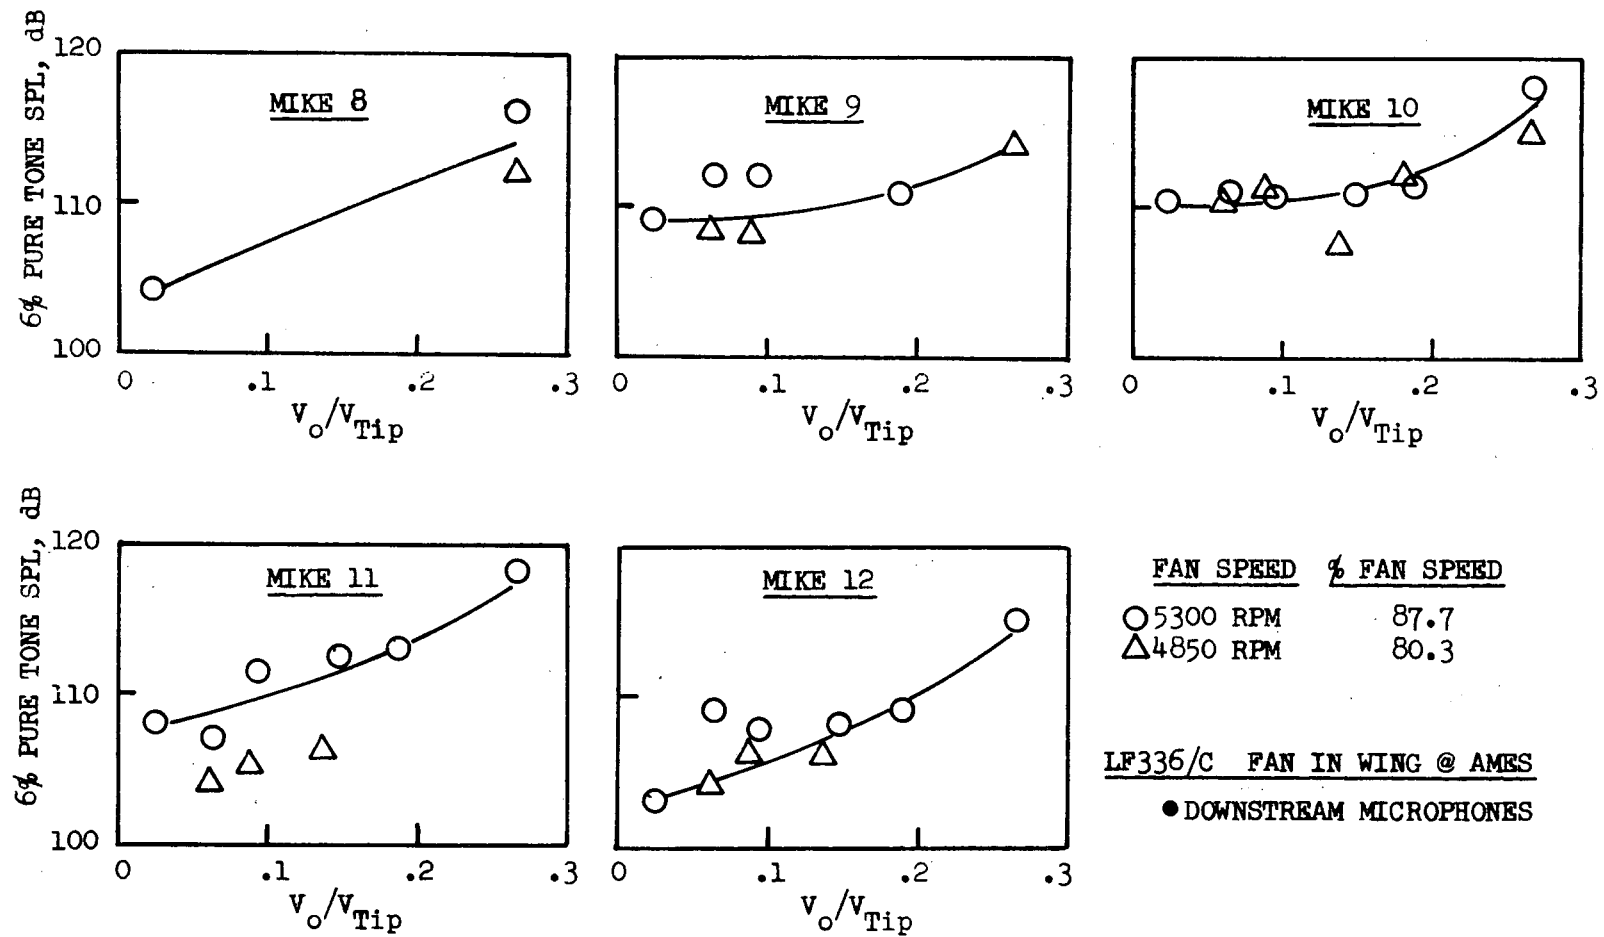 6% PURE TONE SPL, dB
120
110
100
MIKE 8
0 .1 .2 .3
Vo/VTip
MIKE 9
0 .1 .2 .3
Vo/VTip
MIKE 10
0 .1 .2 .3
Vo/VTip
6% PURE TONE SPL, dB
120
110
100
MIKE 11
0 .1 .2 .3
Vo/VTip
MIKE 12
0 .1 .2 .3
Vo/VTip
FAN SPEED % FAN SPEED
5300 RPM 87.7
4850 RPM 80.3
LF336/C FAN IN WING @ AMES
● DOWNSTREAM MICROPHONES